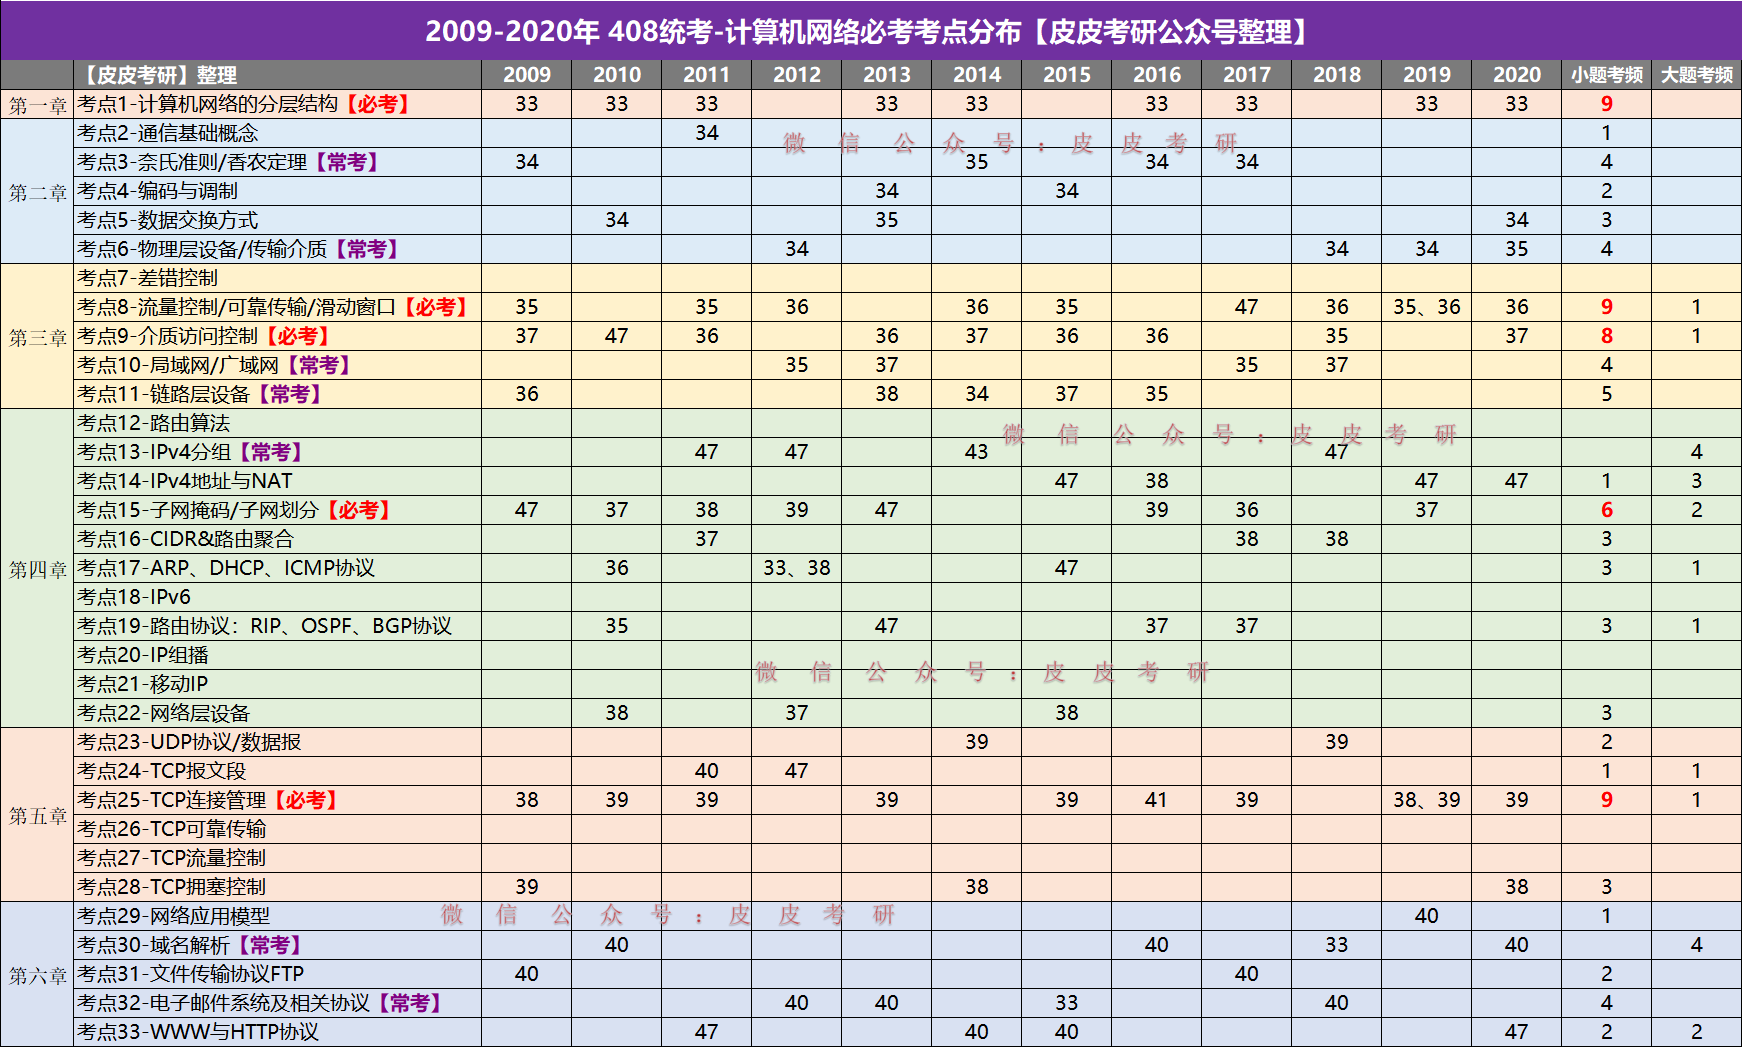 2009-2020年 408统考-计算机网络必考考点分布【皮皮考研公众号整理】
【皮皮考研】整理 2009 2010 2011 2012 2013 2014 2015 2016 2017 2018 2019 2020 小题考频 大题考频
第一章 考点1-计算机网络的分层结构【必考】 33 33 33 33 33 33 33 33 33 9
考点2-通信基础概念 34 1
微信公众号：皮皮考研
考点3-奈氏准则/香农定理【常考】 34 35 34 34 4
第二章 考点4-编码与调制 34 34 2
考点5-数据交换方式 34 35 34 3
考点6-物理层设备/传输介质【常考】 34 34 34 35 4
考点7-差错控制
考点8-流量控制/可靠传输/滑动窗口【必考】 35 35 36 36 35 47 36 35、36 36 9 1
第三章 考点9-介质访问控制【必考】 37 47 36 36 37 36 36 35 37 8 1
考点10-局域网/广域网【常考】 35 37 35 37 4
考点11-链路层设备【常考】 36 38 34 37 35 5
考点12-路由算法
微信公众号：皮皮考研
考点13-IPv4分组【常考】 47 47 43 47 4
考点14-IPv4地址与NAT 47 38 47 47 1 3
考点15-子网掩码/子网划分【必考】 47 37 38 39 47 39 36 37 6 2
考点16-CIDR&路由聚合 37 38 38 3
第四章 考点17-ARP、DHCP、ICMP协议 36 33、38 47 3 1
考点18-IPv6
考点19-路由协议：RIP、OSPF、BGP协议 35 47 37 37 3 1
考点20-IP组播
微信公众号：皮皮考研
考点21-移动IP
考点22-网络层设备 38 37 38 3
考点23-UDP协议/数据报 39 39 2
考点24-TCP报文段 40 47 1 1
考点25-TCP连接管理【必考】 38 39 39 39 39 41 39 38、39 39 9 1
第五章 考点26-TCP可靠传输
考点27-TCP流量控制
考点28-TCP拥塞控制 39 38 38 3
考点29-网络应用模型 40 1
微信公众号：皮皮考研
考点30-域名解析【常考】 40 40 33 40 4
第六章 考点31-文件传输协议FTP 40 40 2
考点32-电子邮件系统及相关协议【常考】 40 40 33 40 4
考点33-WWW与HTTP协议 47 40 40 47 2 2